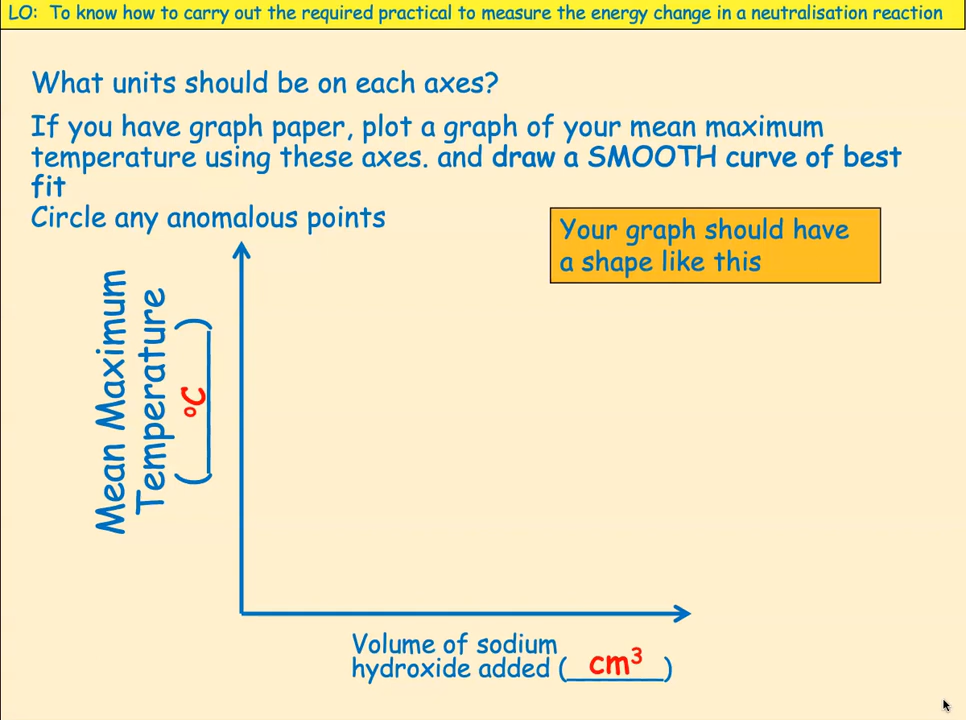 LO: To know how to carry out the required practical to measure the energy change in a neutralisation reaction
What units should be on each axes?
If you have graph paper, plot a graph of your mean maximum
temperature using these axes. and draw a SMOOTH curve of best
fit
Circle any anomalous points
Your graph should have
a shape like this
Mean Maximum
Temperature
(______ºC______)
Volume of sodium
hydroxide added (__cm³__)